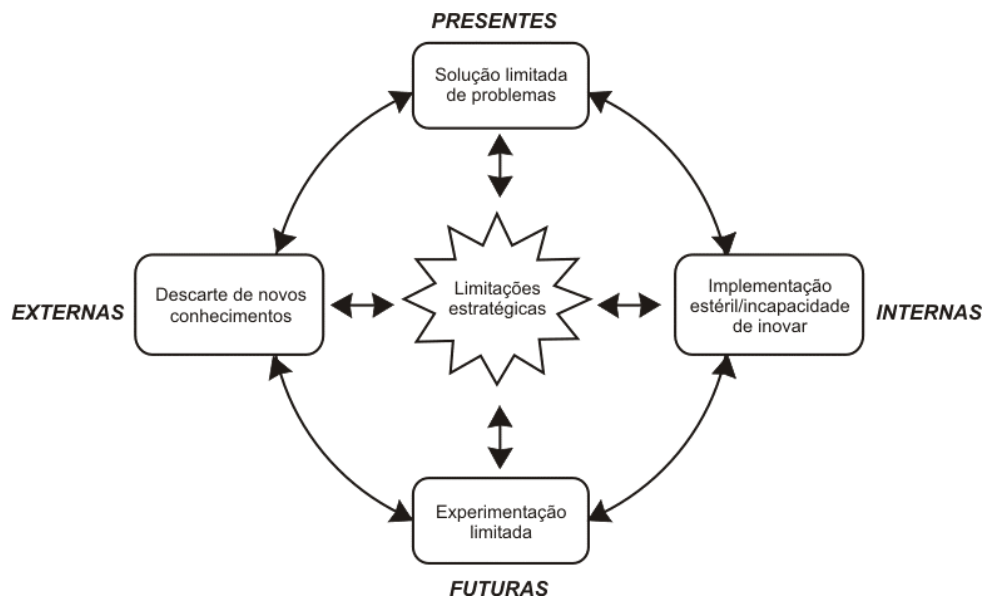 PRESENTES
Solução limitada
de problemas
EXTERNAS
Descarte de novos
conhecimentos
Limitações
estratégicas
Implementação
estéril/incapacidade
de inovar
INTERNAS
Experimentação
limitada
FUTURAS